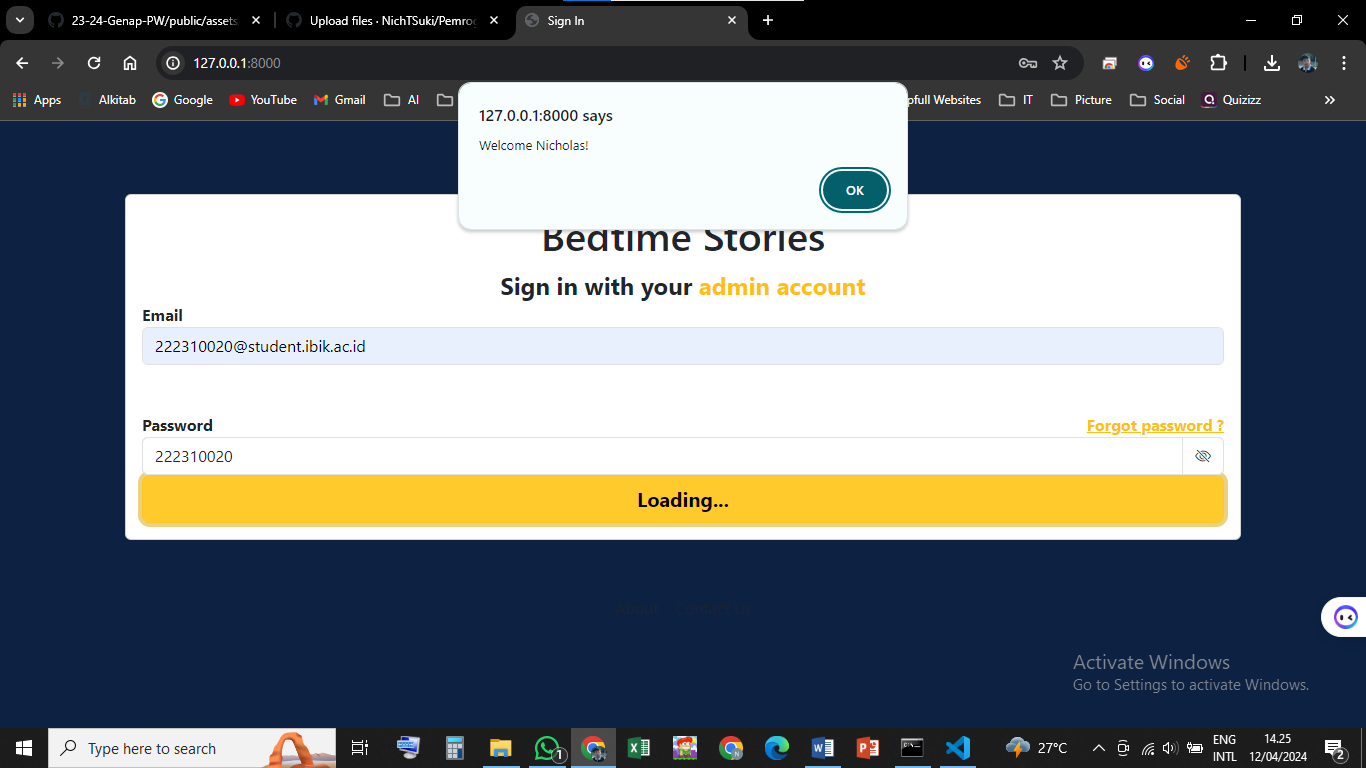 23-24-Genap-PW/public/assets
Upload files · NichTSuki/Pemrog
Sign In
127.0.0.1:8000
Apps
Alkitab
Google
YouTube
Gmail
AI
pfull Websites
IT
Picture
Social
Quizizz
127.0.0.1:8000 says
Welcome Nicholas!
OK
Bedtime Stories
Sign in with your admin account
Email
222310020@student.ibik.ac.id
Password
Forgot password ?
222310020
Loading...
Activate Windows
Go to Settings to activate Windows.
Type here to search
1
27°C
ENG
INTL
14.25
12/04/2024
2